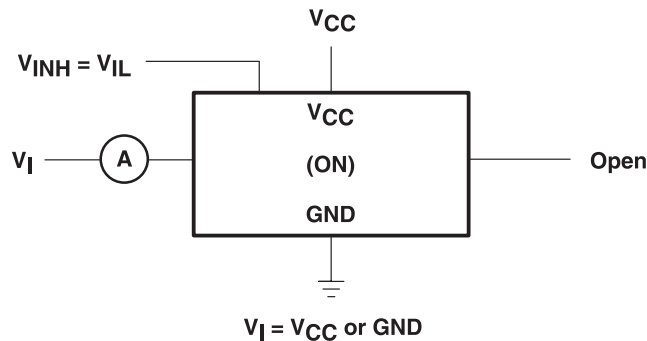 VCC
VINH = VIL
VCC
VI
A
(ON)
Open
GND
VI = VCC or GND